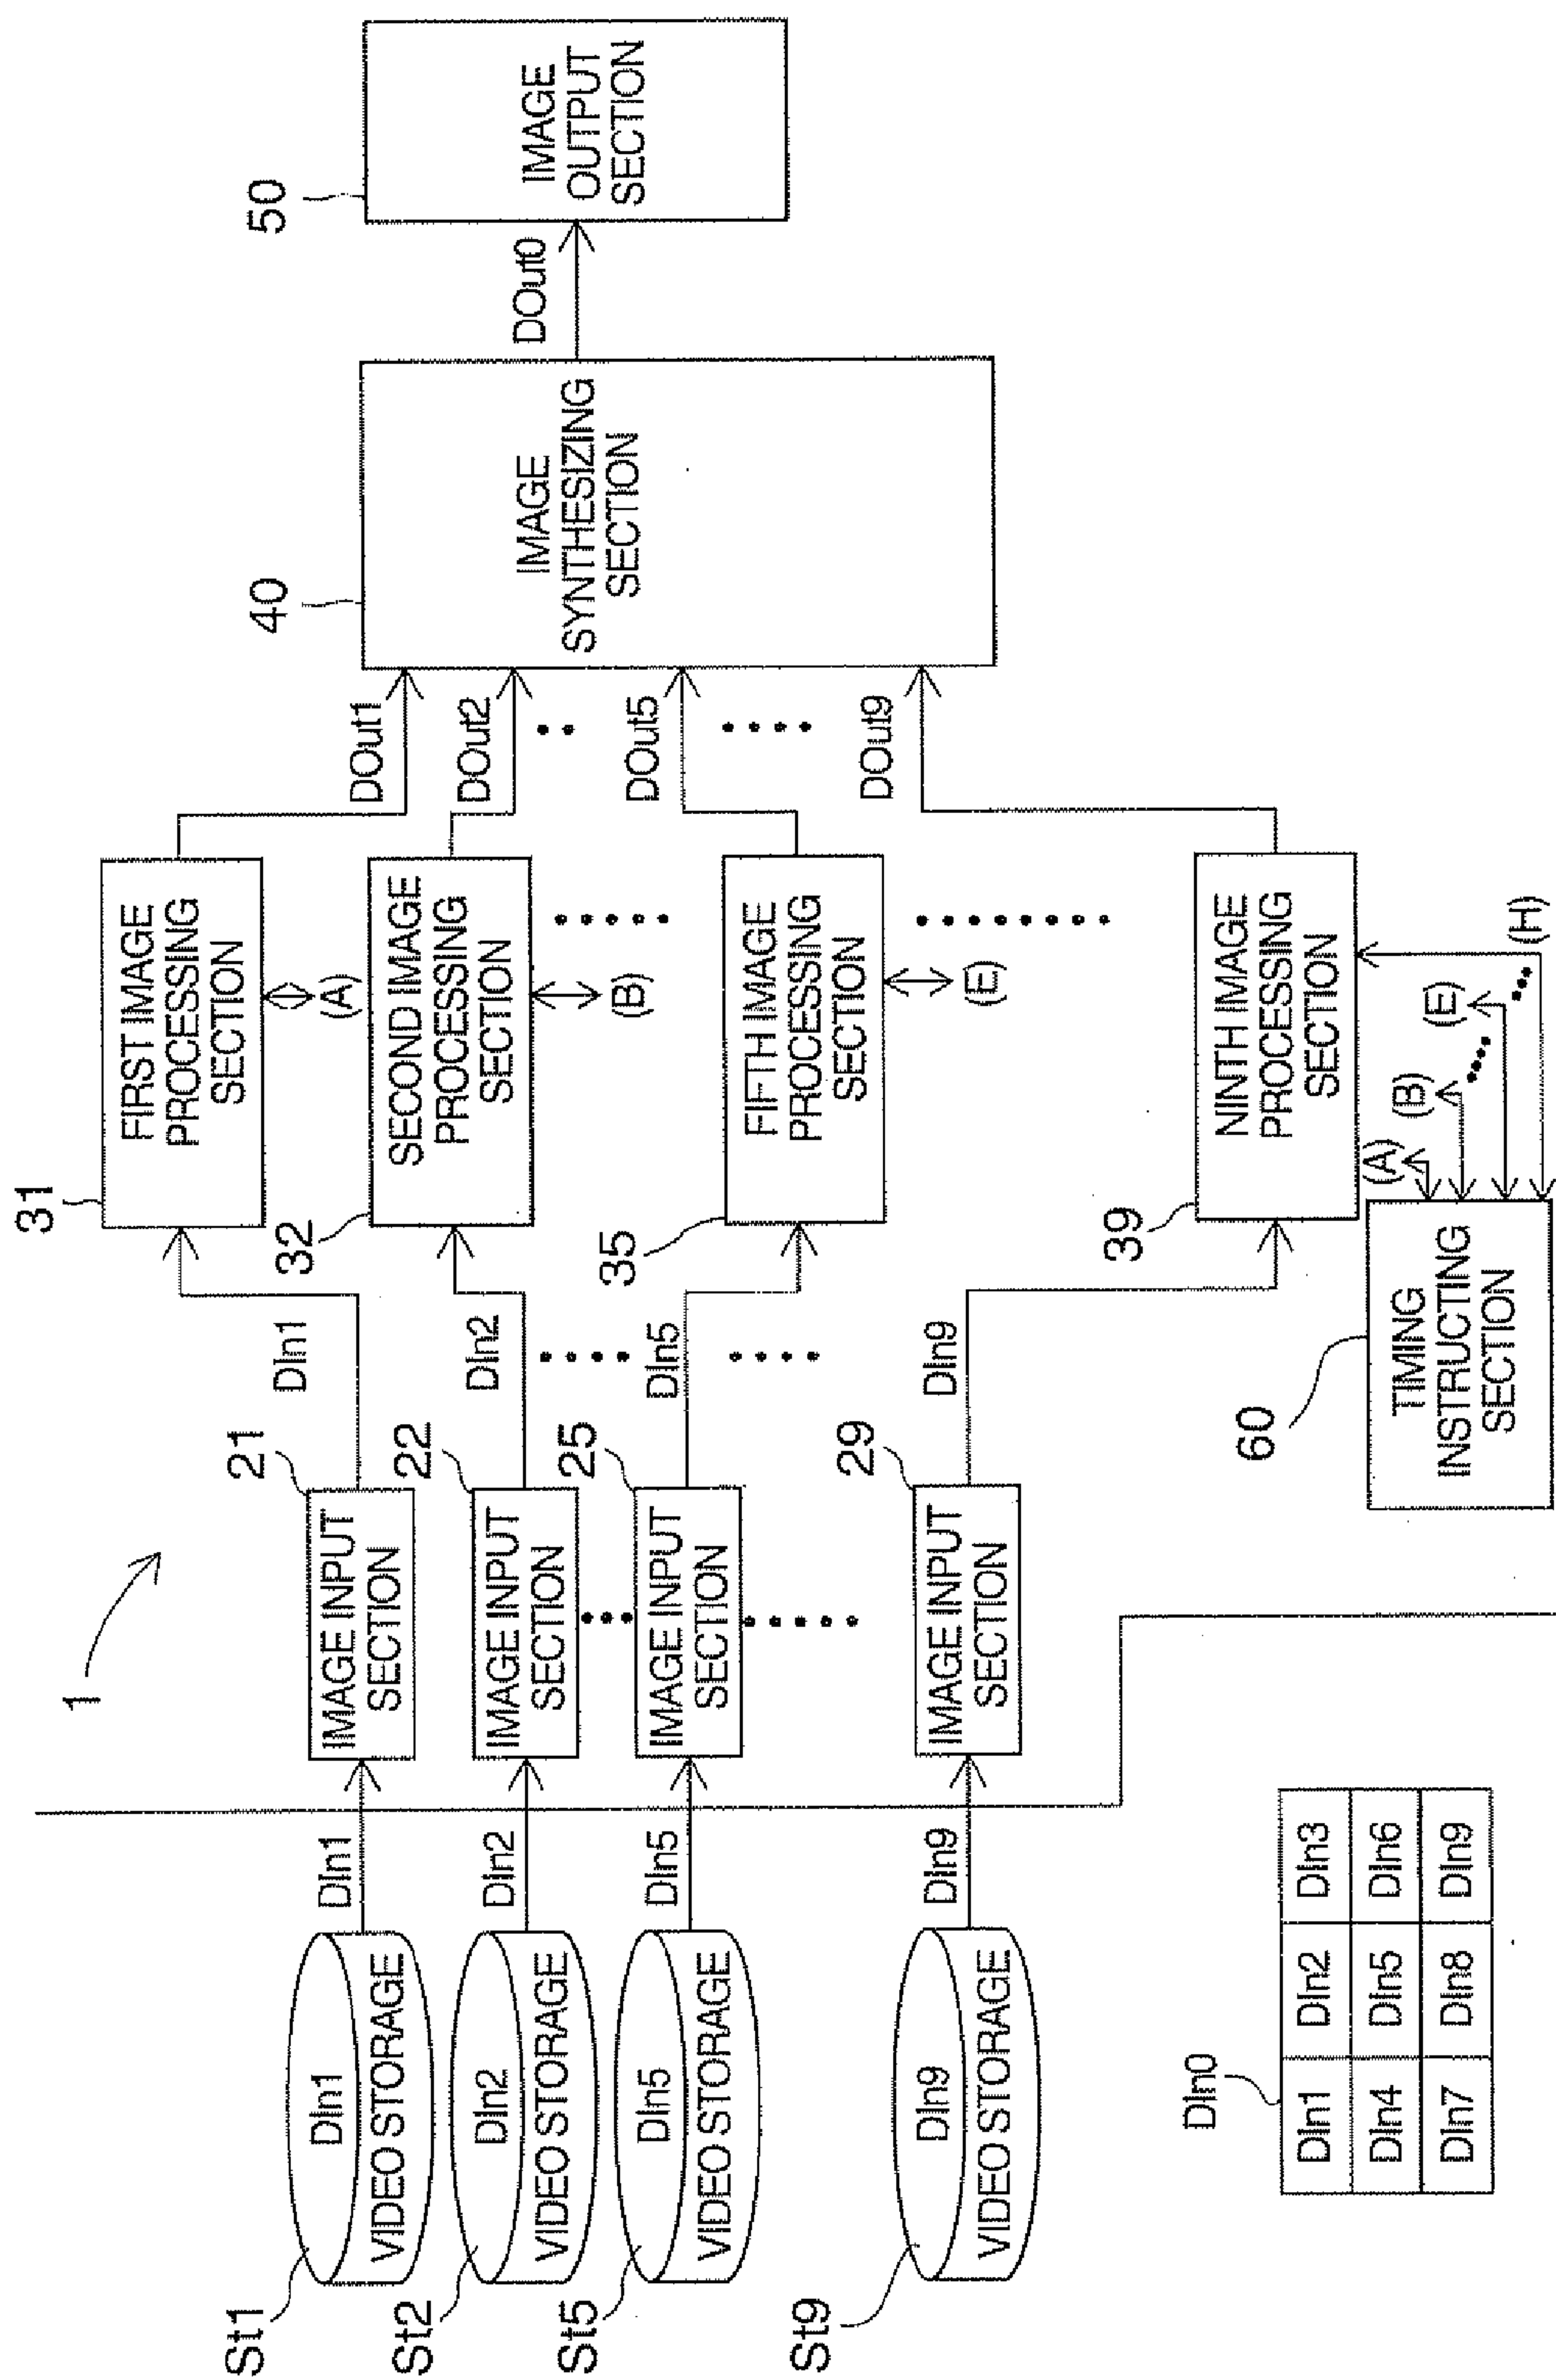 1
St1
DIn1
VIDEO STORAGE
DIn1
21
IMAGE INPUT
SECTION
DIn1
31
FIRST IMAGE
PROCESSING
SECTION
(A)
DOut1
St2
DIn2
VIDEO STORAGE
DIn2
22
IMAGE INPUT
SECTION
DIn2
32
SECOND IMAGE
PROCESSING
SECTION
(B)
DOut2
St5
DIn5
VIDEO STORAGE
DIn5
25
IMAGE INPUT
SECTION
DIn5
35
FIFTH IMAGE
PROCESSING
SECTION
(E)
DOut5
St9
DIn9
VIDEO STORAGE
DIn9
29
IMAGE INPUT
SECTION
DIn9
39
NINTH IMAGE
PROCESSING
SECTION
DOut9
40
IMAGE
SYNTHESIZING
SECTION
DOut0
50
IMAGE
OUTPUT
SECTION
60
TIMING
INSTRUCTING
SECTION
(A)
(B)
(E)
(H)
DIn0
DIn1 DIn2 DIn3
DIn4 DIn5 DIn6
DIn7 DIn8 DIn9